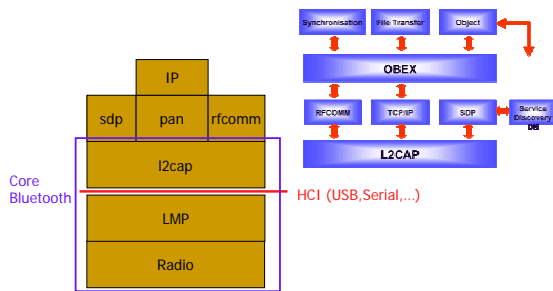 Synchronisation
File Transfer
Object
OBEX
RFCOMM
TCP/IP
SDP
Service
Discovery
DB
L2CAP
IP
sdp
pan
rfcomm
l2cap
Core
Bluetooth
HCI (USB,Serial,...)
LMP
Radio